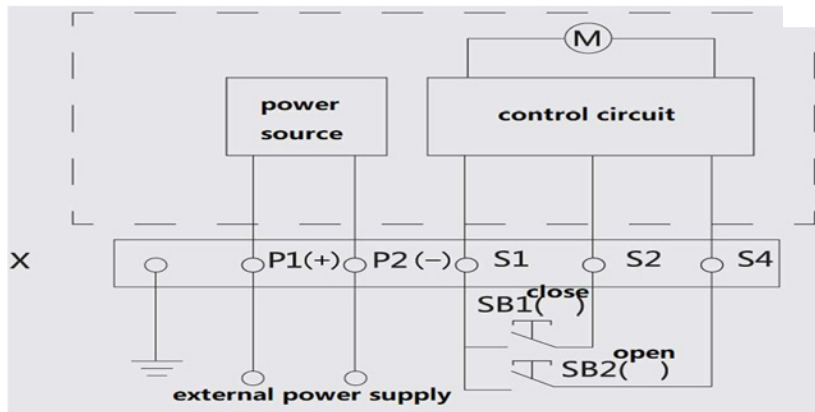 M
power
source
control circuit
X
P1(+)
P2(−)
S1
S2
S4
close
SB1( )
open
SB2( )
external power supply